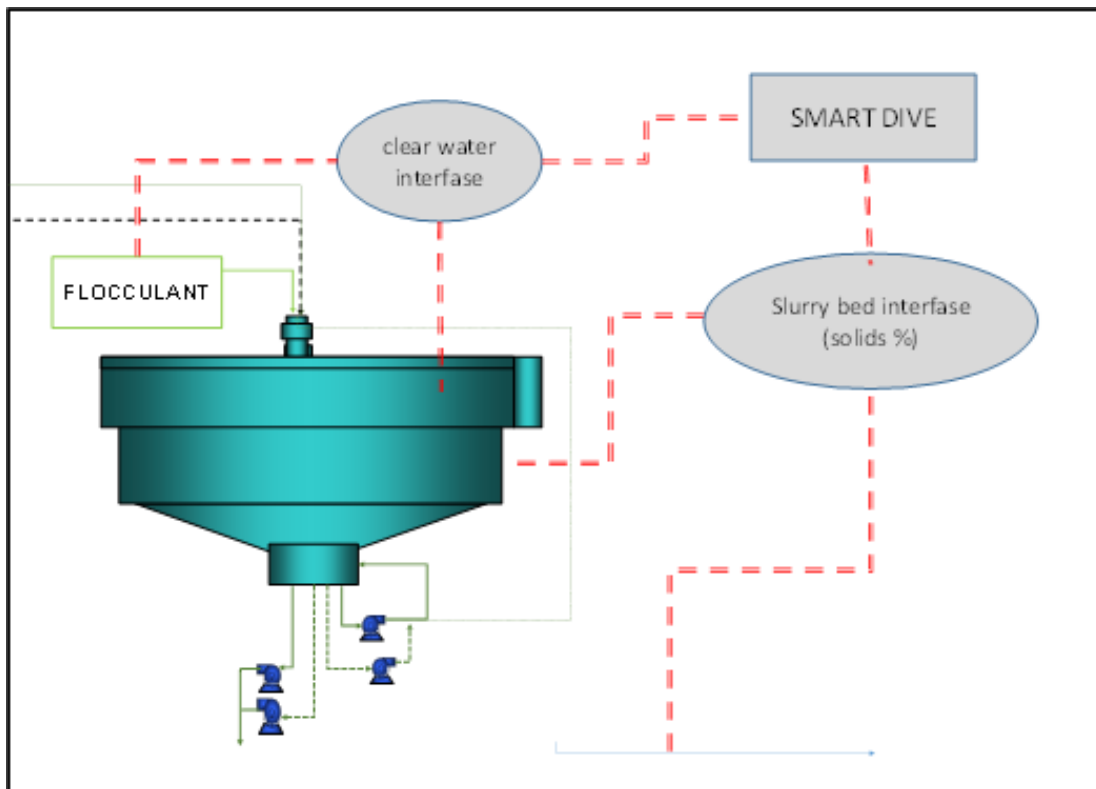 SMART DIVE
clear water
interfase
FLOCCULANT
Slurry bed interfase
(solids %)